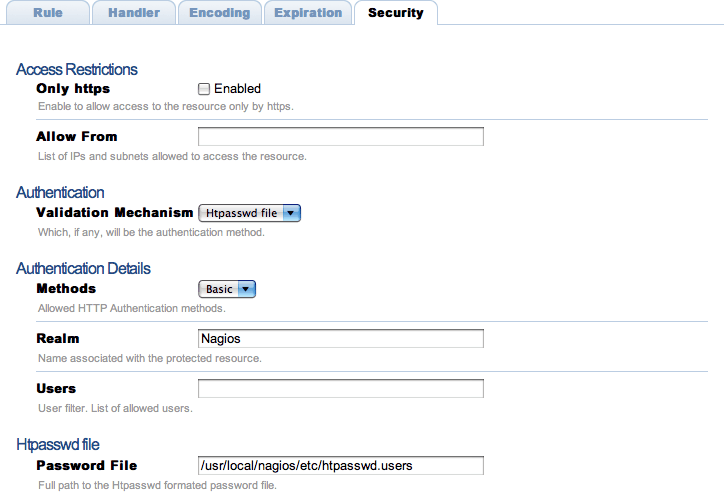 Rule Handler Encoding Expiration Security
Access Restrictions
Only https Enabled
Enable to allow access to the resource only by https.
Allow From
List of IPs and subnets allowed to access the resource.
Authentication
Validation Mechanism Htpasswd file
Which, if any, will be the authentication method.
Authentication Details
Methods Basic
Allowed HTTP Authentication methods.
Realm Nagios
Name associated with the protected resource.
Users
User filter. List of allowed users.
Htpasswd file
Password File /usr/local/nagios/etc/htpasswd.users
Full path to the Htpasswd formated password file.